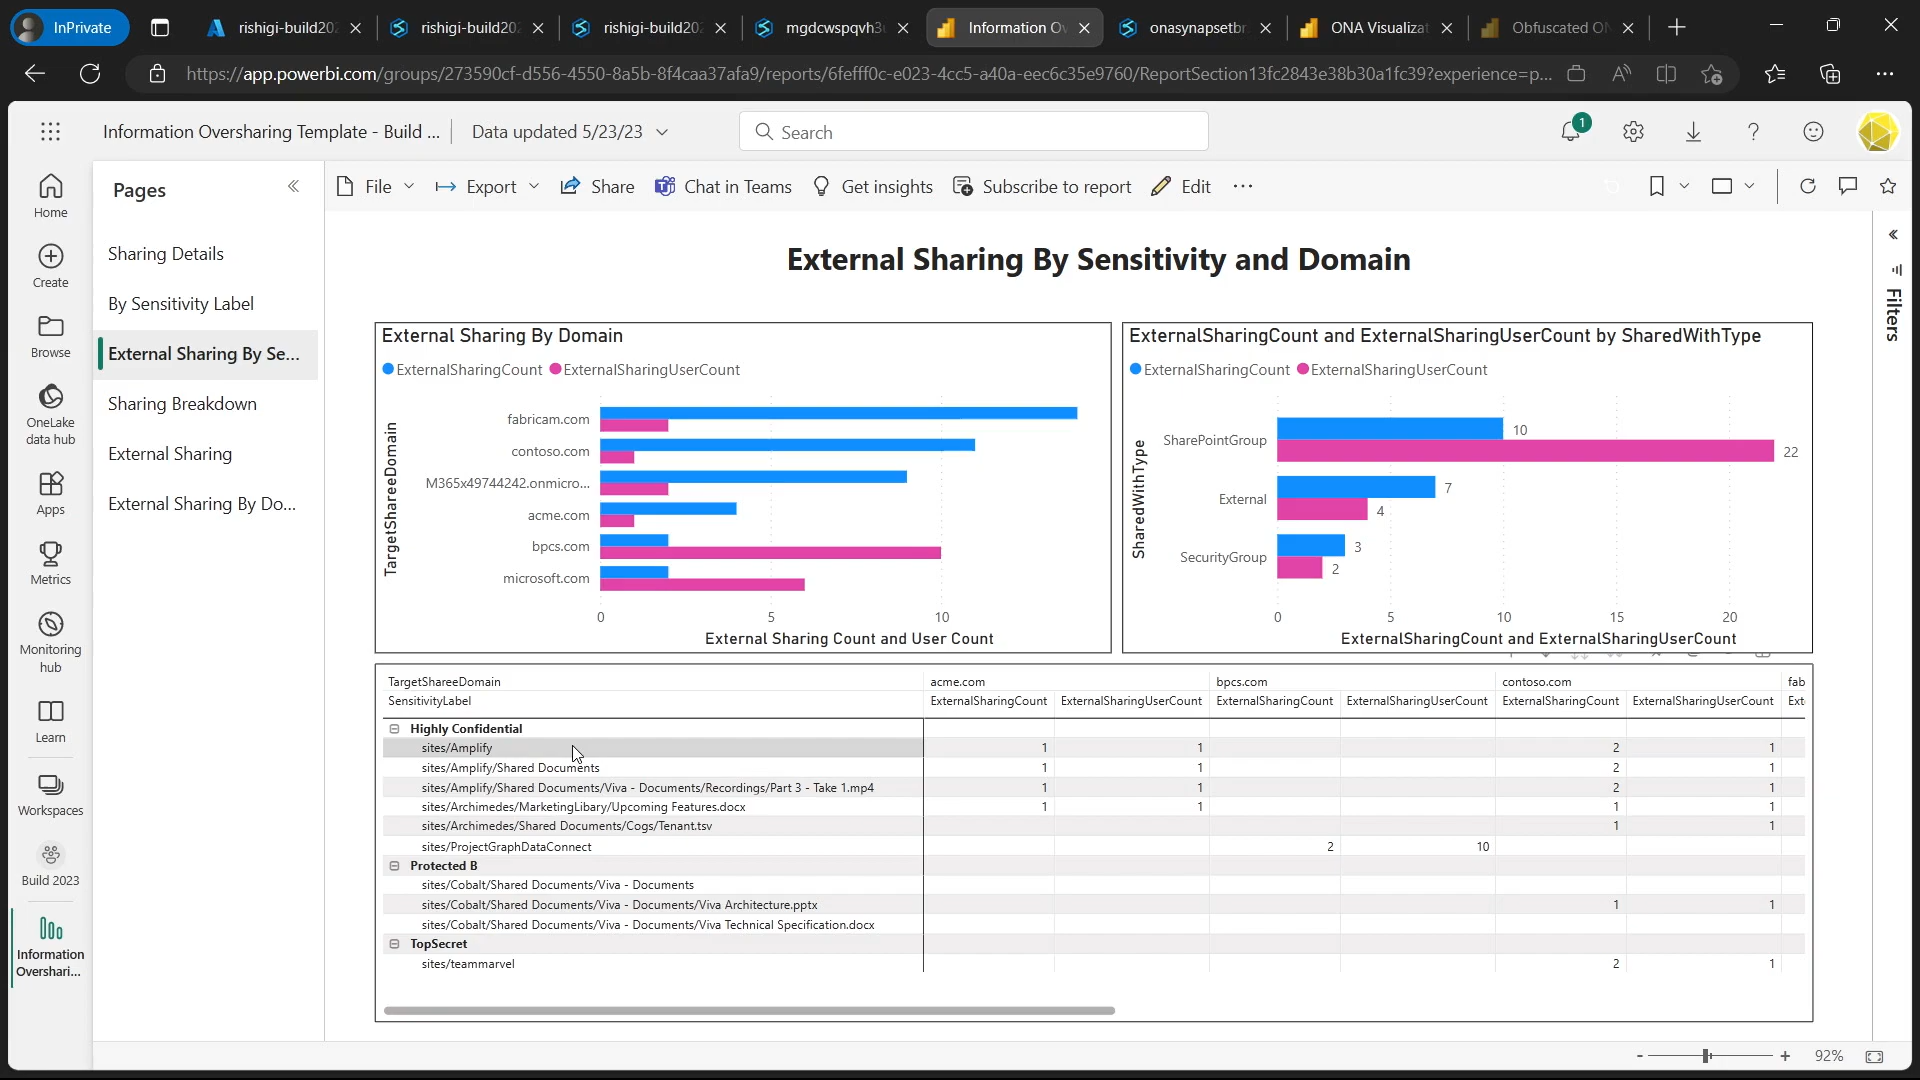 InPrivate
rishigi-build202
rishigi-build202
rishigi-build202
mgdcwspqvh3
Information Ov
onasynapsetbr
ONA Visualizat
Obfuscated ON
https://app.powerbi.com/groups/273590cf-d556-4550-8a5b-8f4caa37afa9/reports/6fefff0c-e023-4cc5-a40a-eec6c35e9760/ReportSection13fc2843e38b30a1fc39?experience=p...
Information Oversharing Template - Build ...
Data updated 5/23/23
Search
1
Home
Create
Browse
OneLake
data hub
Apps
Metrics
Monitoring
hub
Learn
Workspaces
Build 2023
Information
Overshari...
Pages
Sharing Details
By Sensitivity Label
External Sharing By Se...
Sharing Breakdown
External Sharing
External Sharing By Do...
File
Export
Share
Chat in Teams
Get insights
Subscribe to report
Edit
Filters
External Sharing By Sensitivity and Domain
External Sharing By Domain
ExternalSharingCount ExternalSharingUserCount
TargetShareeDomain
fabricam.com
contoso.com
M365x49744242.onmicro...
acme.com
bpcs.com
microsoft.com
0 5 10
External Sharing Count and User Count
ExternalSharingCount and ExternalSharingUserCount by SharedWithType
ExternalSharingCount ExternalSharingUserCount
SharedWithType
SharePointGroup 10 22
External 7 4
SecurityGroup 3 2
0 5 10 15 20
ExternalSharingCount and ExternalSharingUserCount
TargetShareeDomain acme.com bpcs.com contoso.com fab
SensitivityLabel ExternalSharingCount ExternalSharingUserCount ExternalSharingCount ExternalSharingUserCount ExternalSharingCount ExternalSharingUserCount Ext
Highly Confidential
sites/Amplify 1 1 2 1
sites/Amplify/Shared Documents 1 1 2 1
sites/Amplify/Shared Documents/Viva - Documents/Recordings/Part 3 - Take 1.mp4 1 1 2 1
sites/Archimedes/MarketingLibary/Upcoming Features.docx 1 1 1 1
sites/Archimedes/Shared Documents/Cogs/Tenant.tsv 1 1
sites/ProjectGraphDataConnect 2 10
Protected B
sites/Cobalt/Shared Documents/Viva - Documents
sites/Cobalt/Shared Documents/Viva - Documents/Viva Architecture.pptx 1 1
sites/Cobalt/Shared Documents/Viva - Documents/Viva Technical Specification.docx
TopSecret
sites/teammarvel 2 1
92%